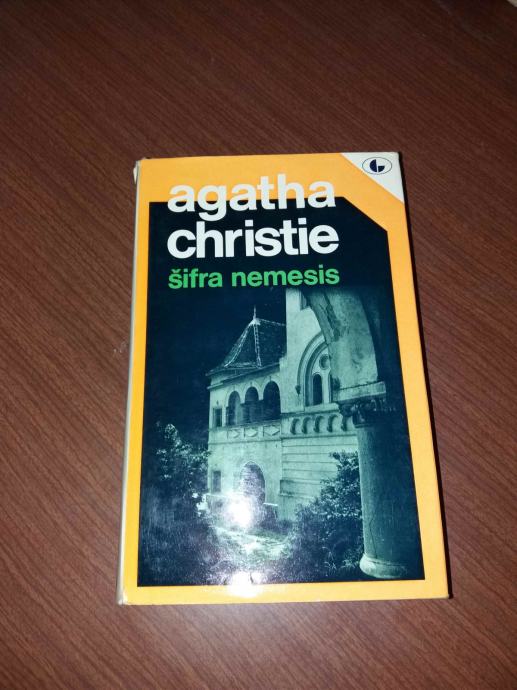 agatha
christie
šifra nemesis